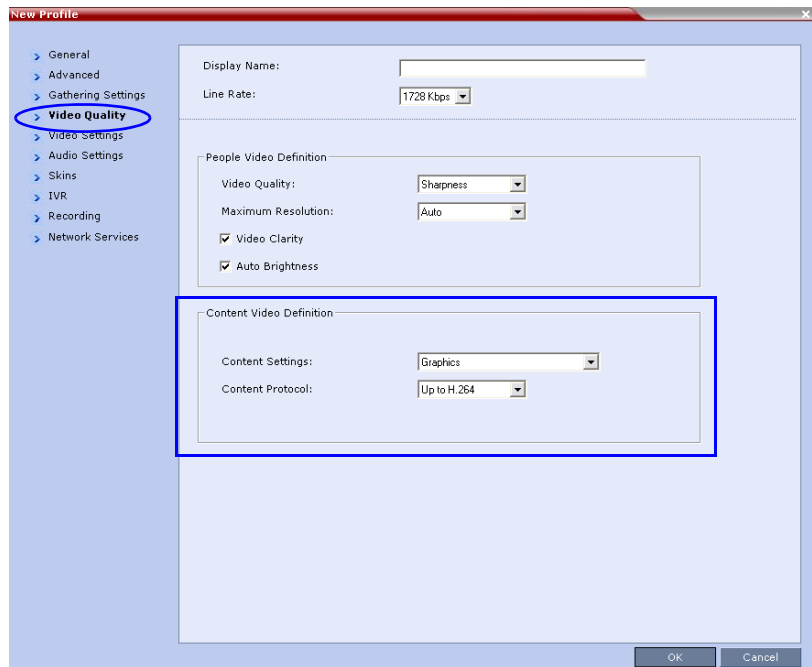 New Profile
General
Advanced
Gathering Settings
Video Quality
Video Settings
Audio Settings
Skins
IVR
Recording
Network Services
Display Name:
Line Rate: 1728 Kbps
People Video Definition
Video Quality: Sharpness
Maximum Resolution: Auto
Video Clarity
Auto Brightness
Content Video Definition
Content Settings: Graphics
Content Protocol: Up to H.264
OK Cancel